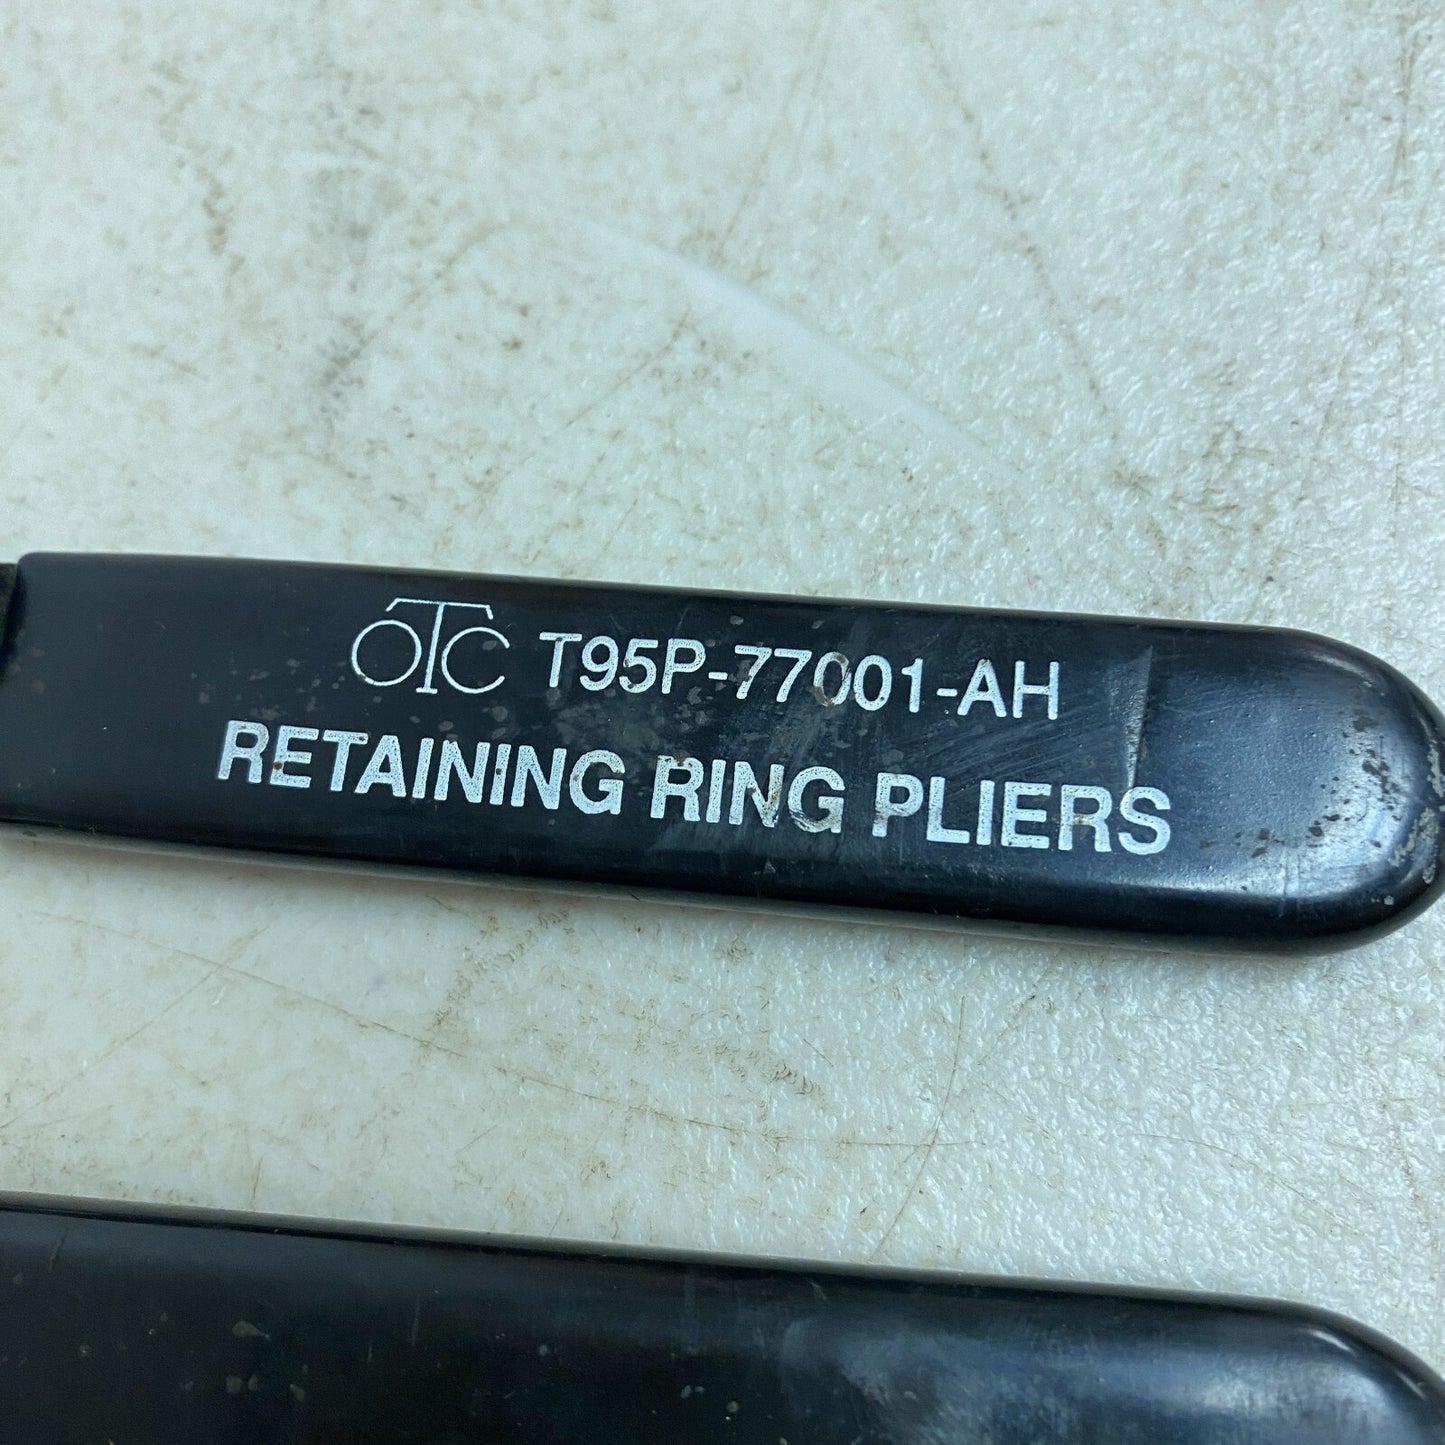 OTC T95P-77001-AH
RETAINING RING PLIERS